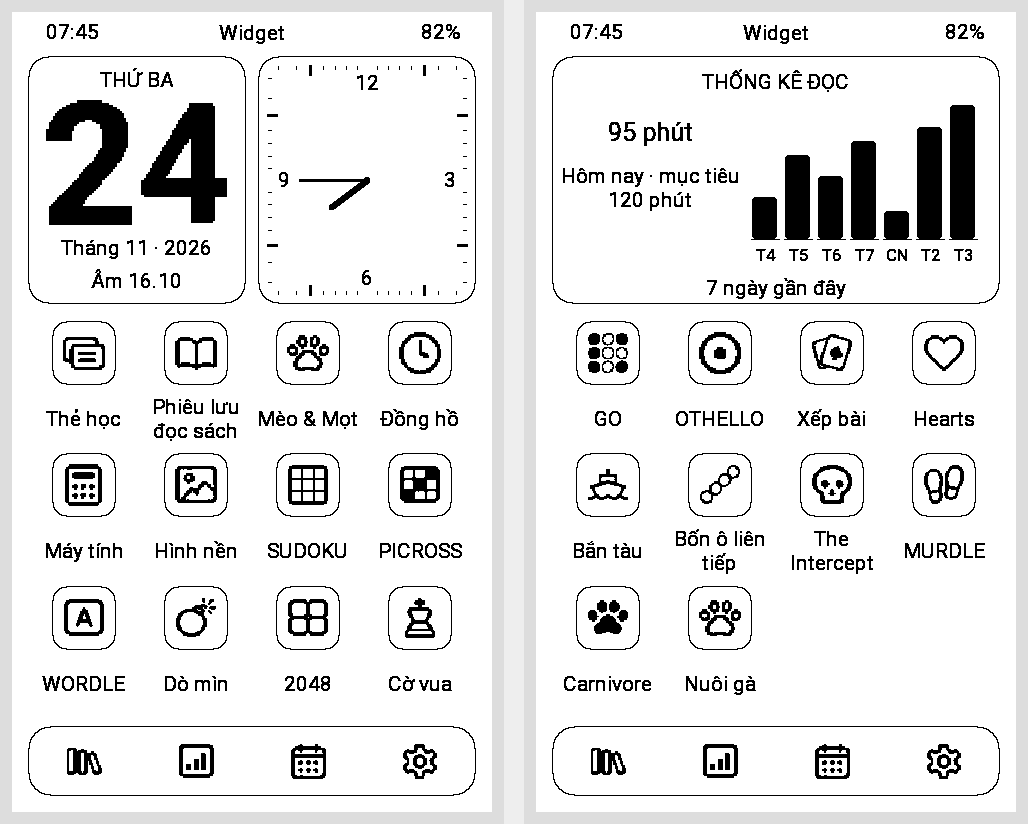 07:45 Widget 82%
THỨ BA
24
Tháng 11 · 2026
Âm 16.10
12
9 3
6
Thẻ học Phiêu lưu đọc sách Mèo & Mọt Đồng hồ
Máy tính Hình nền SUDOKU PICROSS
A
WORDLE Dò mìn 2048 Cờ vua
07:45 Widget 82%
THỐNG KÊ ĐỌC
95 phút
Hôm nay · mục tiêu
120 phút
T4 T5 T6 T7 CN T2 T3
7 ngày gần đây
GO OTHELLO Xếp bài Hearts
Bắn tàu Bốn ô liên tiếp The Intercept MURDLE
Carnivore Nuôi gà